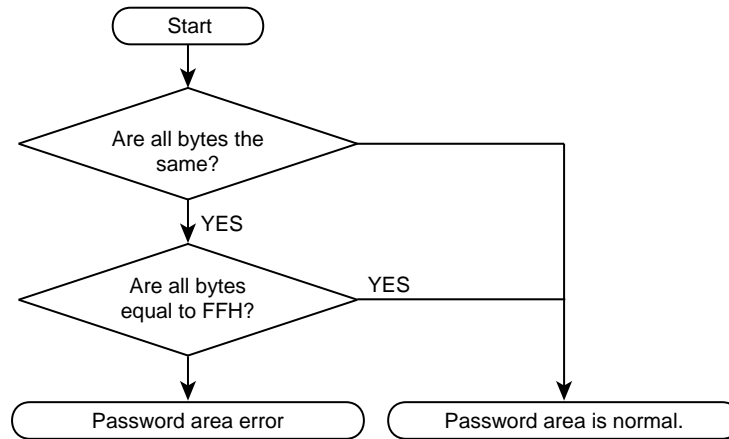 Start
Are all bytes the
same?
YES
Are all bytes
equal to FFH?
YES
Password area error
Password area is normal.